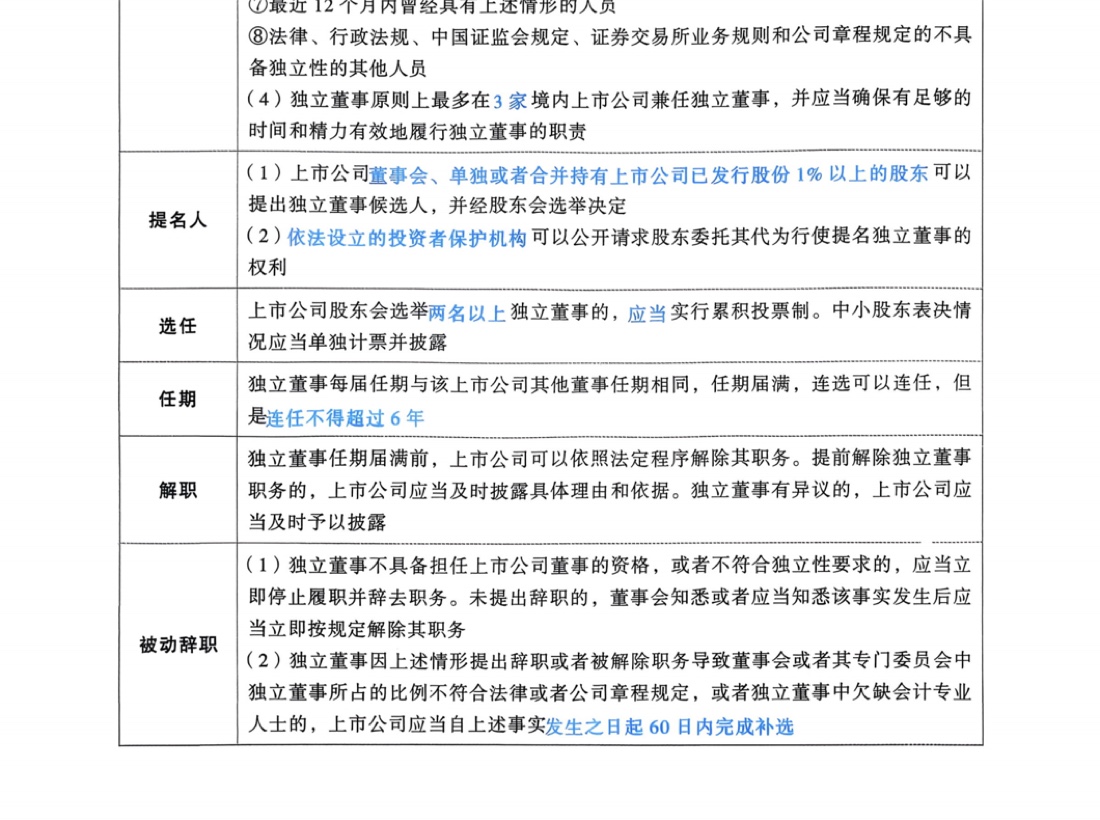 ⑦最近 12 个月内曾经具有上述情形的人员
⑧法律、行政法规、中国证监会规定、证券交易所业务规则和公司章程规定的不具
备独立性的其他人员
（4）独立董事原则上最多在3 家境内上市公司兼任独立董事，并应当确保有足够的
时间和精力有效地履行独立董事的职责
提名人
（1）上市公司董事会、单独或者合并持有上市公司已发行股份 1% 以上的股东可以
提出独立董事候选人，并经股东会选举决定
（2）依法设立的投资者保护机构可以公开请求股东委托其代为行使提名独立董事的
权利
选任
上市公司股东会选举两名以上独立董事的，应当实行累积投票制。中小股东表决情
况应当单独计票并披露
任期
独立董事每届任期与该上市公司其他董事任期相同，任期届满，连选可以连任，但
是连任不得超过 6 年
解职
独立董事任期届满前，上市公司可以依照法定程序解除其职务。提前解除独立董事
职务的，上市公司应当及时披露具体理由和依据。独立董事有异议的，上市公司应
当及时予以披露
被动辞职
（1）独立董事不具备担任上市公司董事的资格，或者不符合独立性要求的，应当立
即停止履职并辞去职务。未提出辞职的，董事会知悉或者应当知悉该事实发生后应
当立即按规定解除其职务
（2）独立董事因上述情形提出辞职或者被解除职务导致董事会或者其专门委员会中
独立董事所占的比例不符合法律或者公司章程规定，或者独立董事中欠缺会计专业
人士的，上市公司应当自上述事实发生之日起 60 日内完成补选